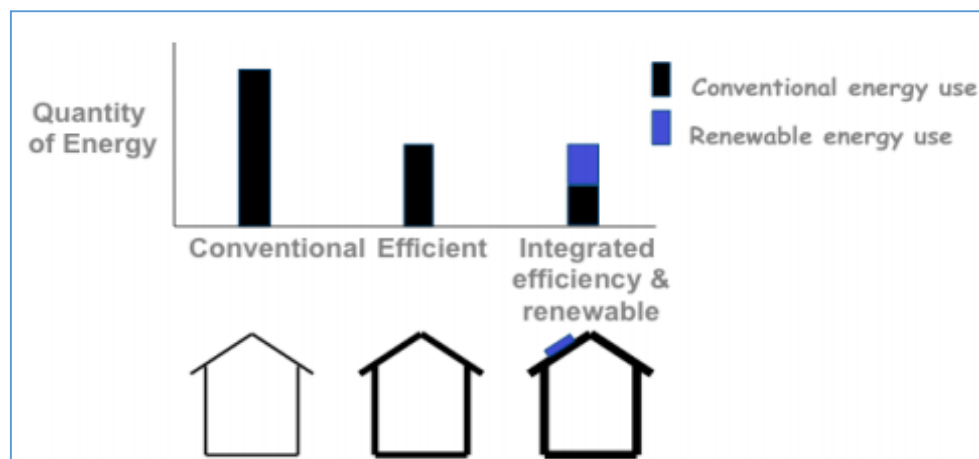 Quantity
of Energy
Conventional energy use
Renewable energy use
Conventional
Efficient
Integrated
efficiency &
renewable